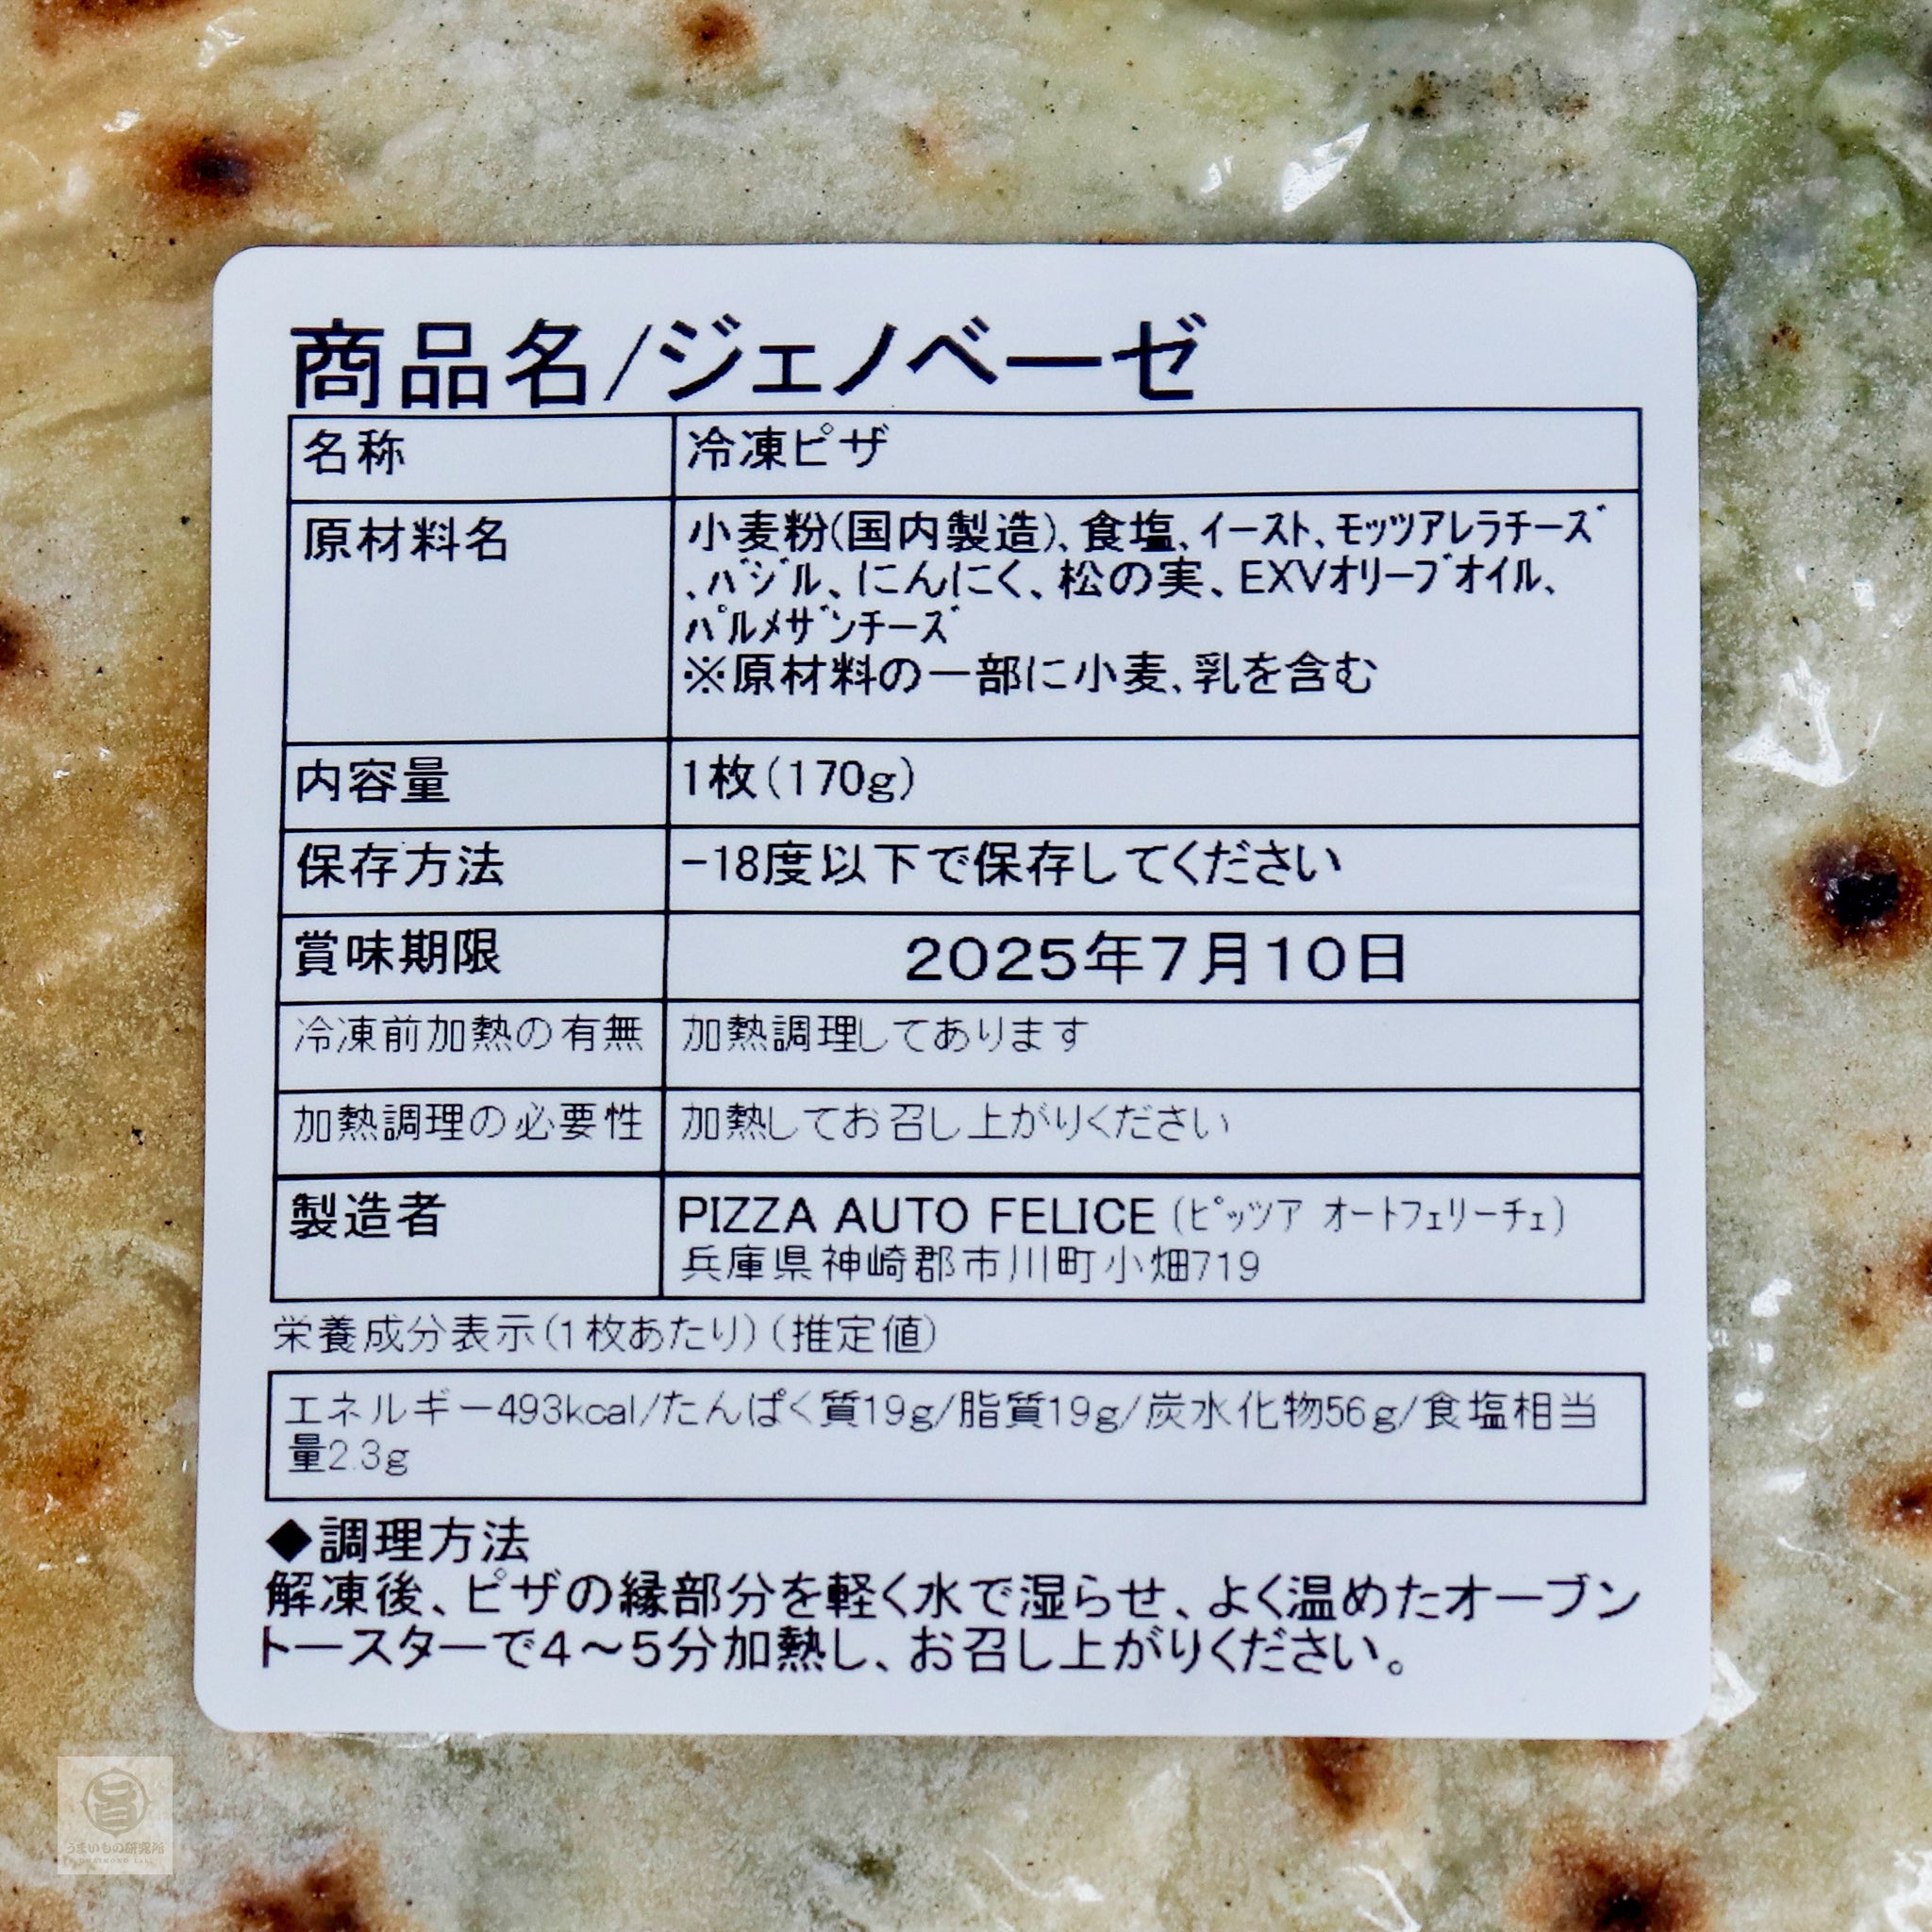 商品名/ジェノベーゼ
名称 冷凍ピザ
原材料名 小麦粉(国内製造)、食塩、イースト、モッツアレラチーズ
、バジル、にんにく、松の実、EXVオリーブオイル、
パルメザンチーズ
※原材料の一部に小麦、乳を含む
内容量 1枚(170g)
保存方法 -18度以下で保存してください
賞味期限 2025年7月10日
冷凍前加熱の有無 加熱調理してあります
加熱調理の必要性 加熱してお召し上がりください
製造者 PIZZA AUTO FELICE (ピッツア オートフェリーチェ)
兵庫県神崎郡市川町小畑719
栄養成分表示(1枚あたり)(推定値)
エネルギー493kcal/たんぱく質19g/脂質19g/炭水化物56g/食塩相当
量2.3g
◆調理方法
解凍後、ピザの縁部分を軽く水で湿らせ、よく温めたオーブン
トースターで4~5分加熱し、お召し上がりください。
旨
うまいもの研究所